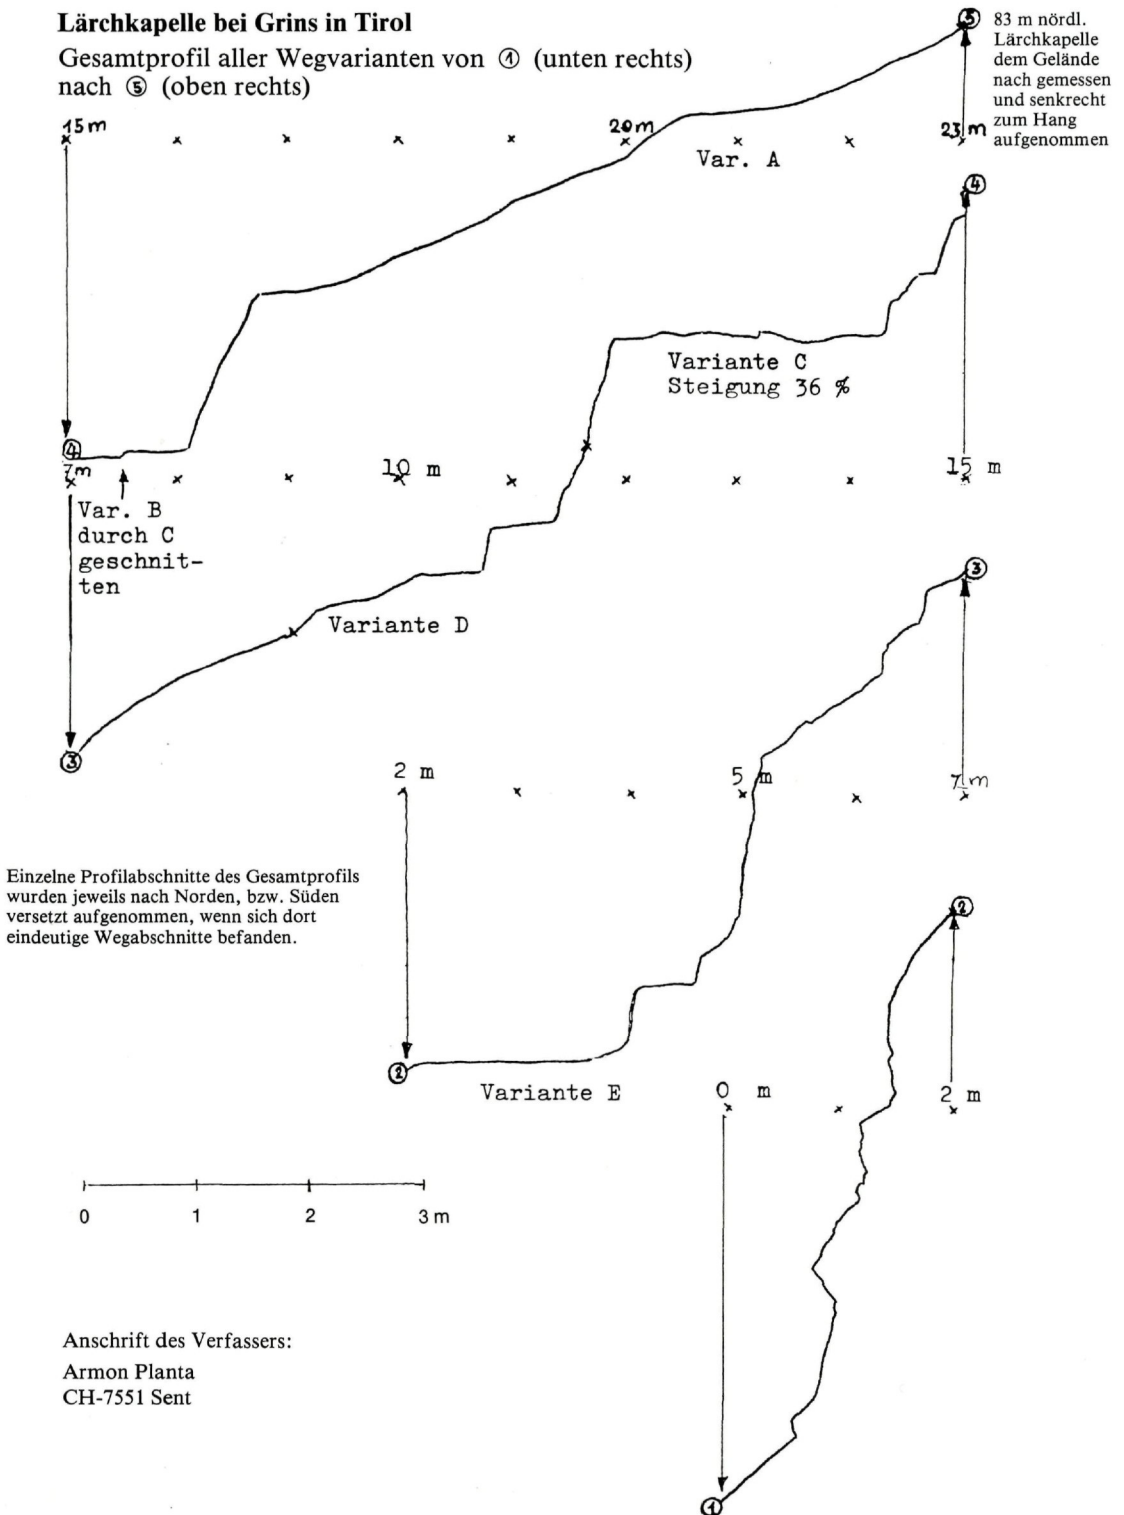 Lärchkapelle bei Grins in Tirol
Gesamtprofil aller Wegvarianten von ① (unten rechts)
nach ⑤ (oben rechts)
⑤ 83 m nördl.
Lärchkapelle
dem Gelände
nach gemessen
und senkrecht
zum Hang
aufgenommen
15m
20m
23m
Var. A
④
Variante C
Steigung 36 %
④
7m
10 m
15 m
Var. B
durch C
geschnit-
ten
③
Variante D
③
2 m
5 m
7 m
Einzelne Profilabschnitte des Gesamtprofils
wurden jeweils nach Norden, bzw. Süden
versetzt aufgenommen, wenn sich dort
eindeutige Wegabschnitte befanden.
②
②
Variante E
0 m
2 m
0 1 2 3 m
Anschrift des Verfassers:
Armon Planta
CH-7551 Sent
①